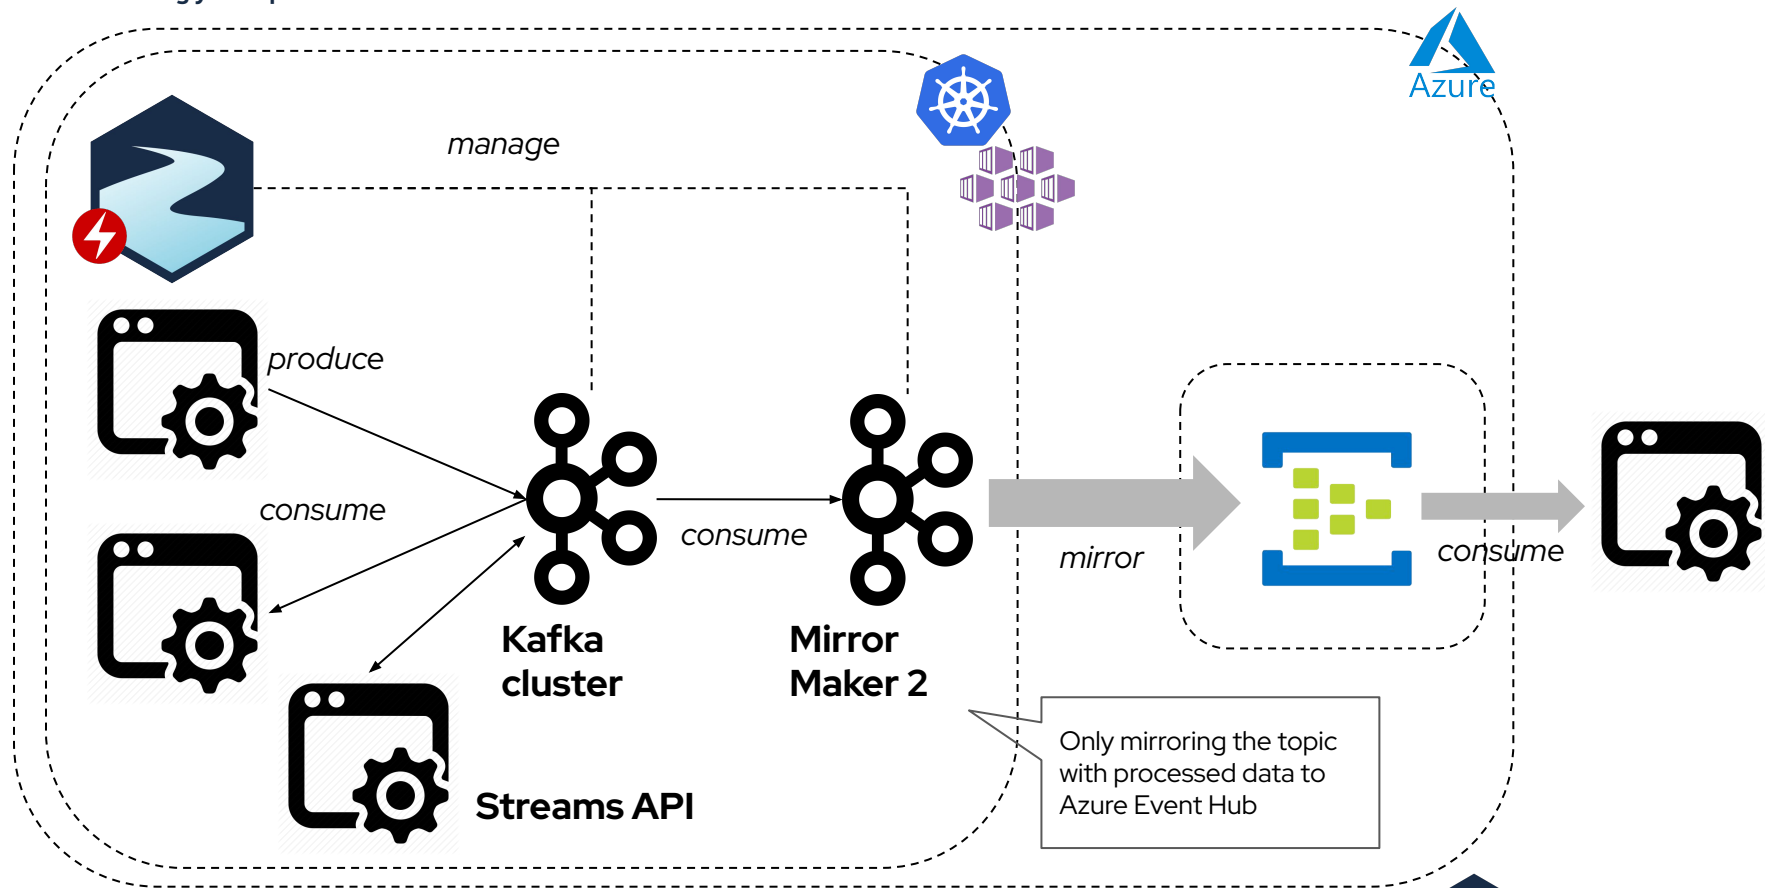 Azure
manage
produce
consume
consume
mirror
consume
Kafka
cluster
Mirror
Maker 2
Only mirroring the topic
with processed data to
Azure Event Hub
Streams API